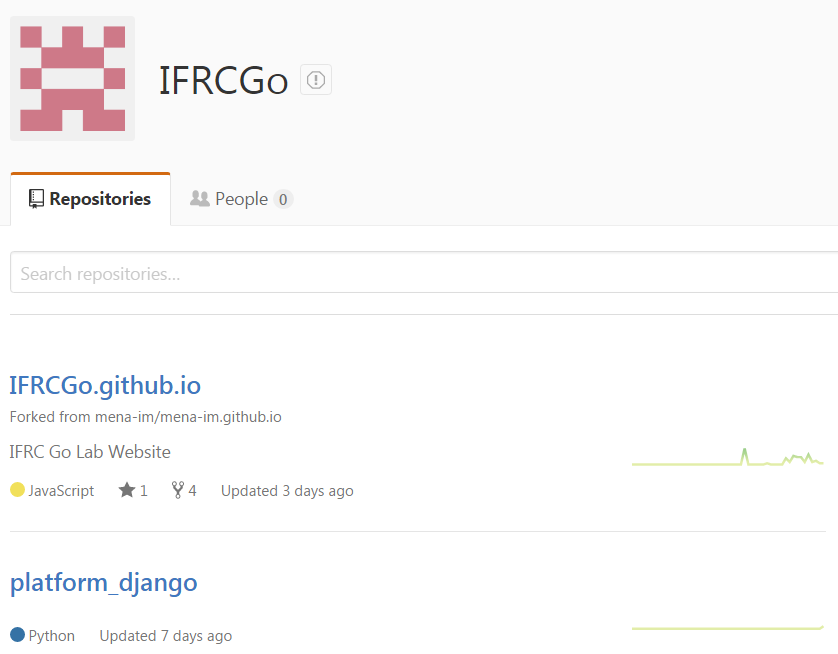 IFRCGo
Repositories
People 0
Search repositories...
IFRCGo.github.io
Forked from mena-im/mena-im.github.io
IFRC Go Lab Website
JavaScript 1 4 Updated 3 days ago
platform_django
Python Updated 7 days ago